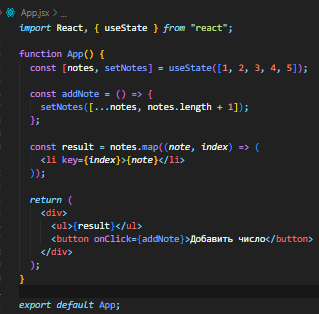 App.jsx > ...
import React, { useState } from "react";
function App() {
const [notes, setNotes] = useState([1, 2, 3, 4, 5]);
const addNote = () => {
setNotes([...notes, notes.length + 1]);
};
const result = notes.map((note, index) => (
<li key={index}>{note}</li>
));
return (
<div>
<ul>{result}</ul>
<button onClick={addNote}>Добавить число</button>
</div>
);
}
export default App;